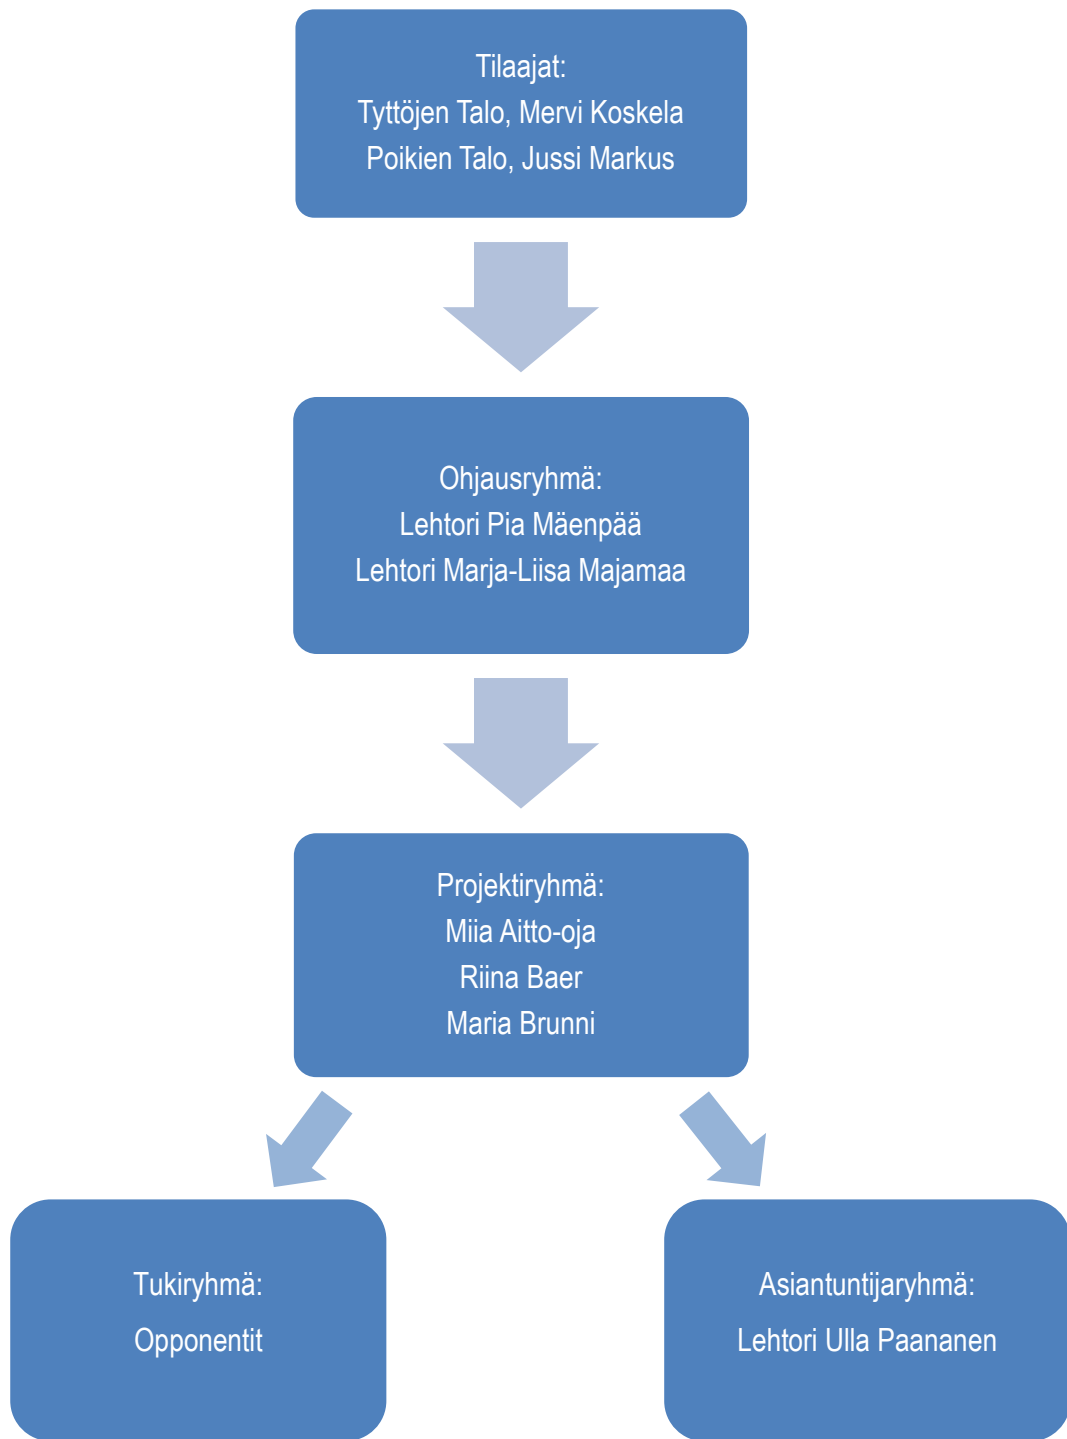 Tilaajat:
Tyttöjen Talo, Mervi Koskela
Poikien Talo, Jussi Markus
Ohjausryhmä:
Lehtori Pia Mäenpää
Lehtori Marja-Liisa Majamaa
Projektiryhmä:
Miia Aitto-oja
Riina Baer
Maria Brunni
Tukiryhmä:
Opponentit
Asiantuntijaryhmä:
Lehtori Ulla Paananen